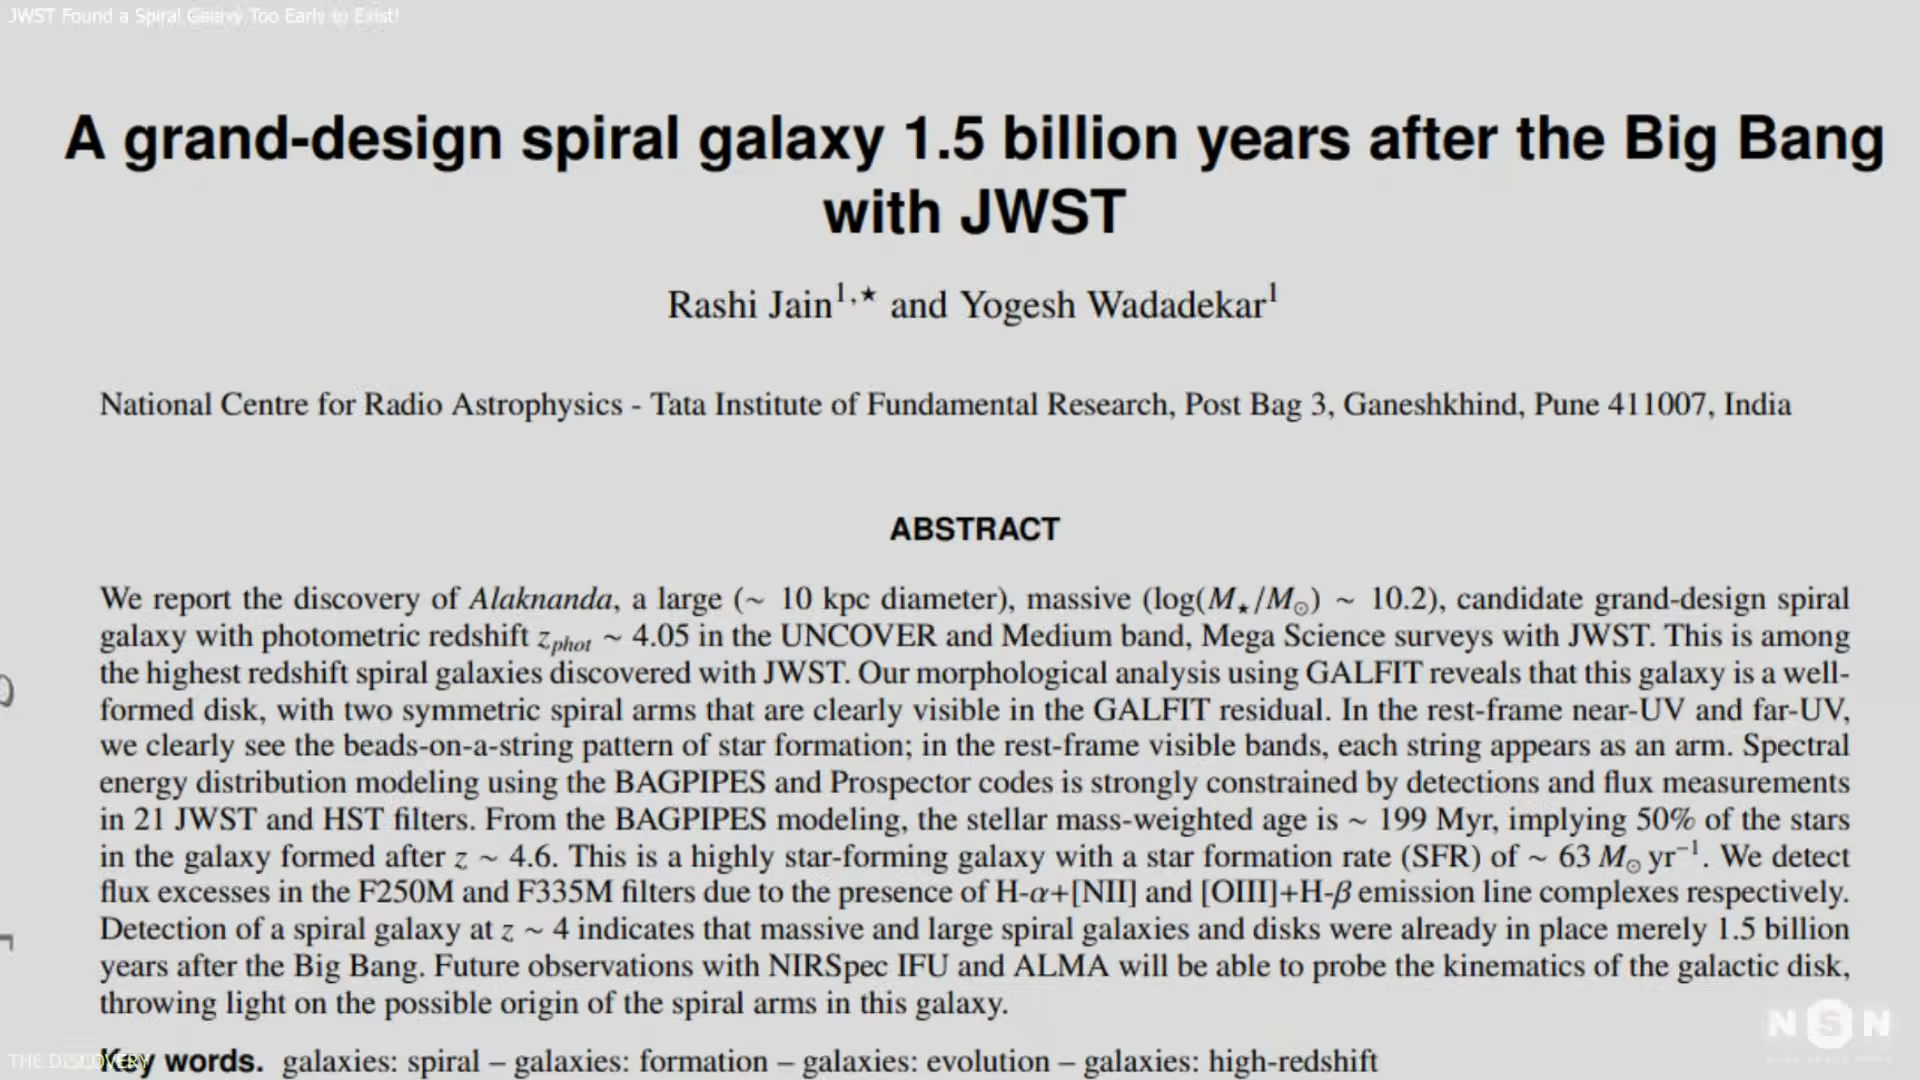 JWST Found a Spiral Galaxy Too Early to Exist!
A grand-design spiral galaxy 1.5 billion years after the Big Bang
with JWST
Rashi Jain¹,★ and Yogesh Wadadekar¹
National Centre for Radio Astrophysics - Tata Institute of Fundamental Research, Post Bag 3, Ganeshkhind, Pune 411007, India
ABSTRACT
We report the discovery of Alaknanda, a large (∼ 10 kpc diameter), massive (log(M★/M⊙) ∼ 10.2), candidate grand-design spiral
galaxy with photometric redshift zphot ∼ 4.05 in the UNCOVER and Medium band, Mega Science surveys with JWST. This is among
the highest redshift spiral galaxies discovered with JWST. Our morphological analysis using GALFIT reveals that this galaxy is a well-
formed disk, with two symmetric spiral arms that are clearly visible in the GALFIT residual. In the rest-frame near-UV and far-UV,
we clearly see the beads-on-a-string pattern of star formation; in the rest-frame visible bands, each string appears as an arm. Spectral
energy distribution modeling using the BAGPIPES and Prospector codes is strongly constrained by detections and flux measurements
in 21 JWST and HST filters. From the BAGPIPES modeling, the stellar mass-weighted age is ∼ 199 Myr, implying 50% of the stars
in the galaxy formed after z ∼ 4.6. This is a highly star-forming galaxy with a star formation rate (SFR) of ∼ 63 M⊙ yr⁻¹. We detect
flux excesses in the F250M and F335M filters due to the presence of H-α+[NII] and [OIII]+H-β emission line complexes respectively.
Detection of a spiral galaxy at z ∼ 4 indicates that massive and large spiral galaxies and disks were already in place merely 1.5 billion
years after the Big Bang. Future observations with NIRSpec IFU and ALMA will be able to probe the kinematics of the galactic disk,
throwing light on the possible origin of the spiral arms in this galaxy.
NSN
THE DISCOVERY
Key words. galaxies: spiral – galaxies: formation – galaxies: evolution – galaxies: high-redshift